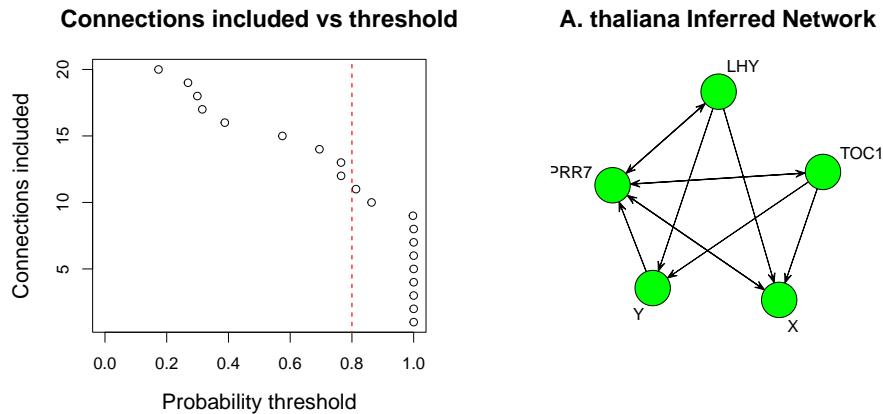 Connections included vs threshold
Connections included
20
15
10
5
0.0 0.2 0.4 0.6 0.8 1.0
Probability threshold
A. thaliana Inferred Network
LHY
TOC1
PRR7
Y
X